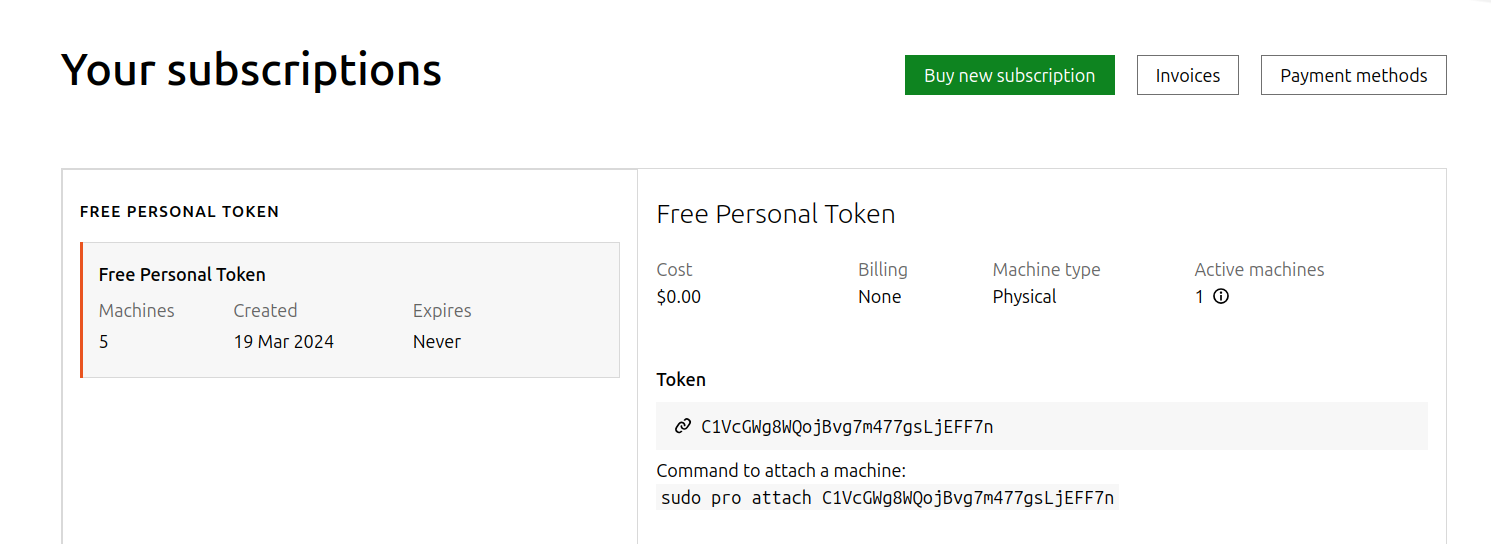 Your subscriptions
Buy new subscription
Invoices
Payment methods
FREE PERSONAL TOKEN
Free Personal Token
Machines Created Expires
5 19 Mar 2024 Never
Free Personal Token
Cost Billing Machine type Active machines
$0.00 None Physical 1
Token
C1VcGWg8WQojBvg7m477gsLjEFF7n
Command to attach a machine:
sudo pro attach C1VcGWg8WQojBvg7m477gsLjEFF7n